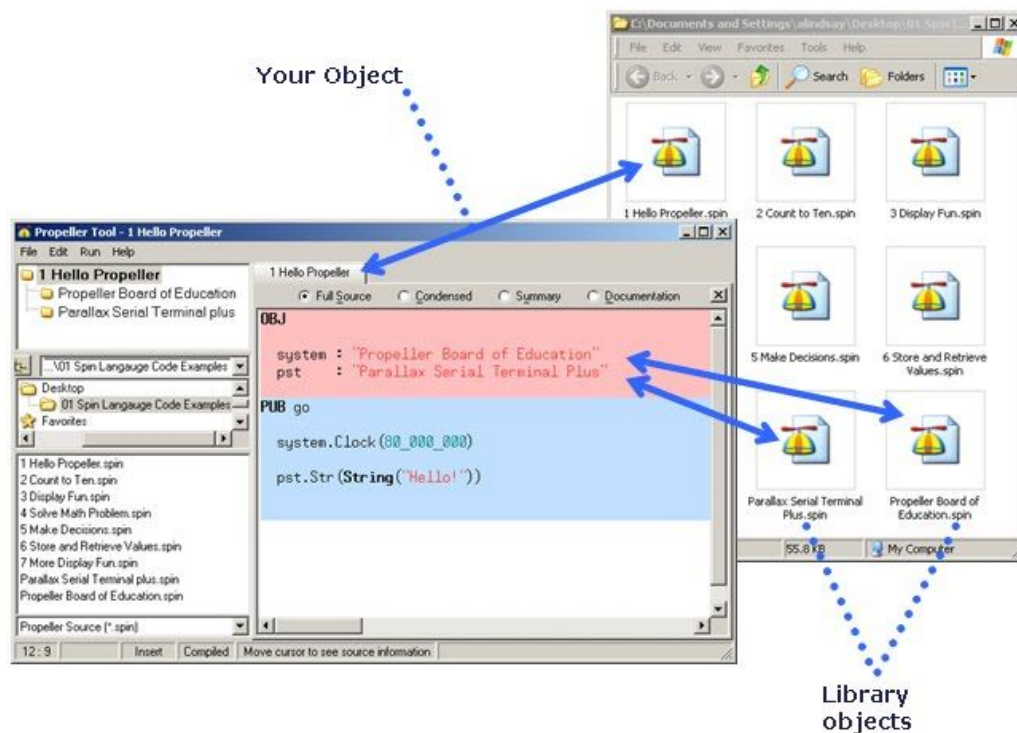 C:\Documents and Settings\alindsay\Desktop\01 Spin
File Edit View Favorites Tools Help
Back Search Folders
Your Object
1 Hello Propeller.spin 2 Count to Ten.spin 3 Display Fun.spin
5 Make Decisions.spin 6 Store and Retrieve
Values.spin
Parallax Serial Terminal
Plus.spin
Propeller Board of
Education.spin
55.8 KB My Computer
Library
objects
Propeller Tool - 1 Hello Propeller
File Edit Run Help
1 Hello Propeller
Propeller Board of Education
Parallax Serial Terminal plus
...\01 Spin Langauge Code Examples
Desktop
01 Spin Langauge Code Examples
Favorites
1 Hello Propeller.spin
2 Count to Ten.spin
3 Display Fun.spin
4 Solve Math Problem.spin
5 Make Decisions.spin
6 Store and Retrieve Values.spin
7 More Display Fun.spin
Parallax Serial Terminal plus.spin
Propeller Board of Education.spin
Propeller Source (*.spin)
1 Hello Propeller
Full Source Condensed Summary Documentation
OBJ
system : "Propeller Board of Education"
pst : "Parallax Serial Terminal Plus"
PUB go
system.Clock(80_000_000)
pst.Str(String("Hello!"))
12 : 9 Insert Compiled Move cursor to see source information